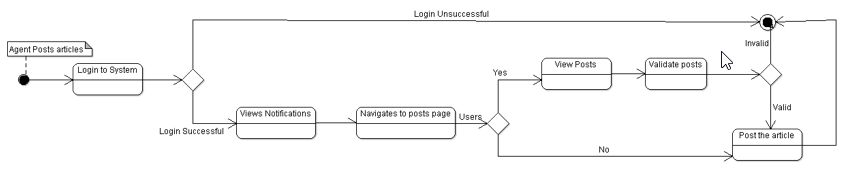 Login Unsuccessful
Agent Posts articles
Login to System
Invalid
View Posts
Validate posts
Yes
Views Notifications
Navigates to posts page
Users
Valid
Login Successful
Post the article
No